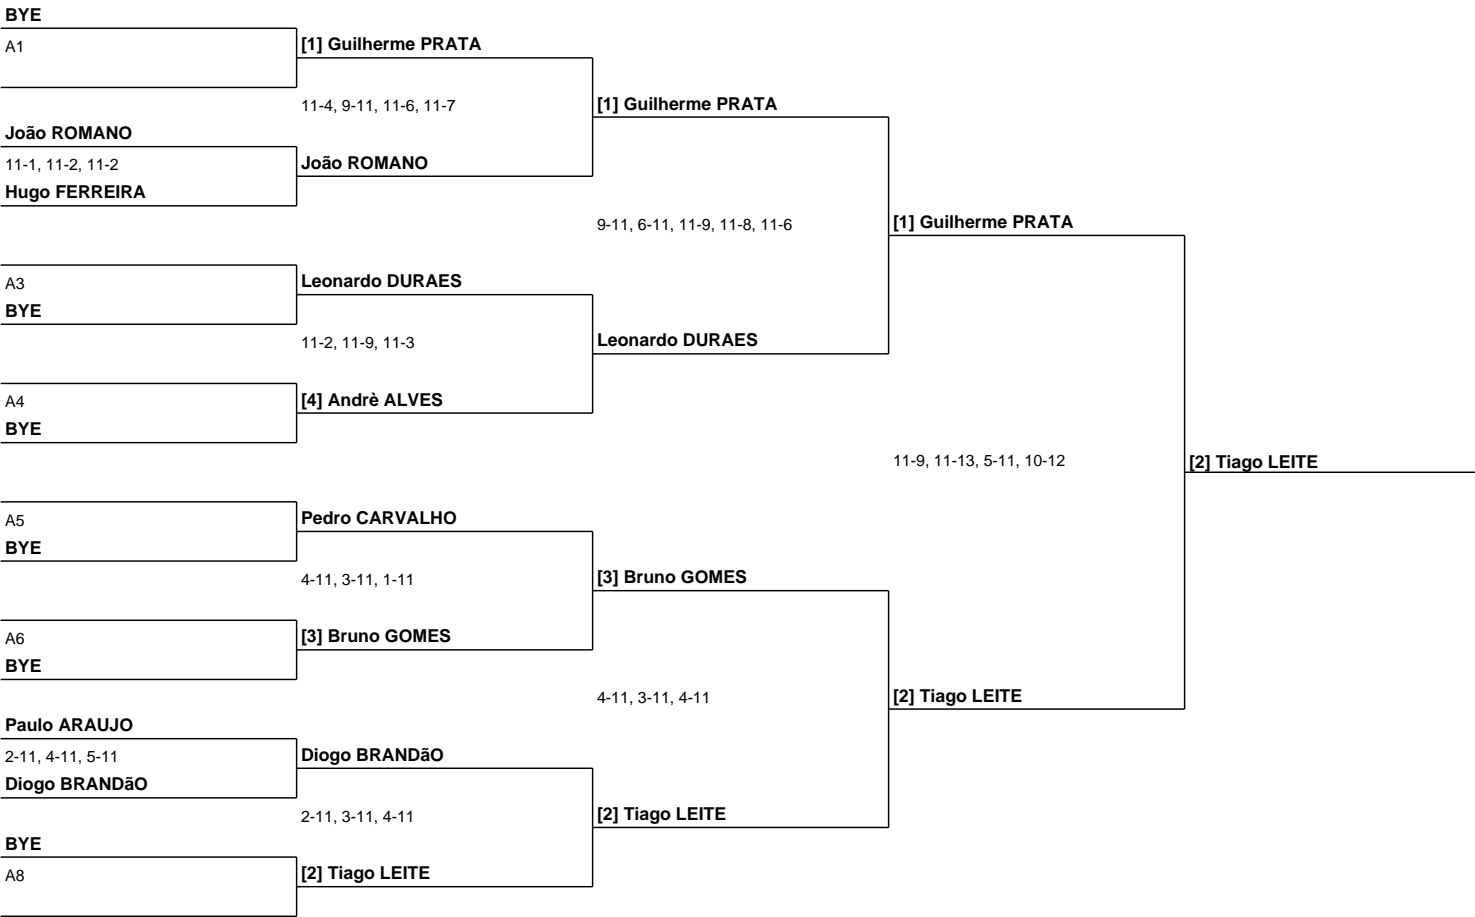 BYE
A1
[1] Guilherme PRATA
11-4, 9-11, 11-6, 11-7
[1] Guilherme PRATA
João ROMANO
11-1, 11-2, 11-2
João ROMANO
Hugo FERREIRA
9-11, 6-11, 11-9, 11-8, 11-6
[1] Guilherme PRATA
A3
Leonardo DURAES
BYE
11-2, 11-9, 11-3
Leonardo DURAES
A4
[4] Andrè ALVES
BYE
11-9, 11-13, 5-11, 10-12
[2] Tiago LEITE
A5
Pedro CARVALHO
BYE
4-11, 3-11, 1-11
[3] Bruno GOMES
A6
[3] Bruno GOMES
BYE
4-11, 3-11, 4-11
[2] Tiago LEITE
Paulo ARAUJO
2-11, 4-11, 5-11
Diogo BRANDãO
Diogo BRANDãO
2-11, 3-11, 4-11
[2] Tiago LEITE
BYE
A8
[2] Tiago LEITE